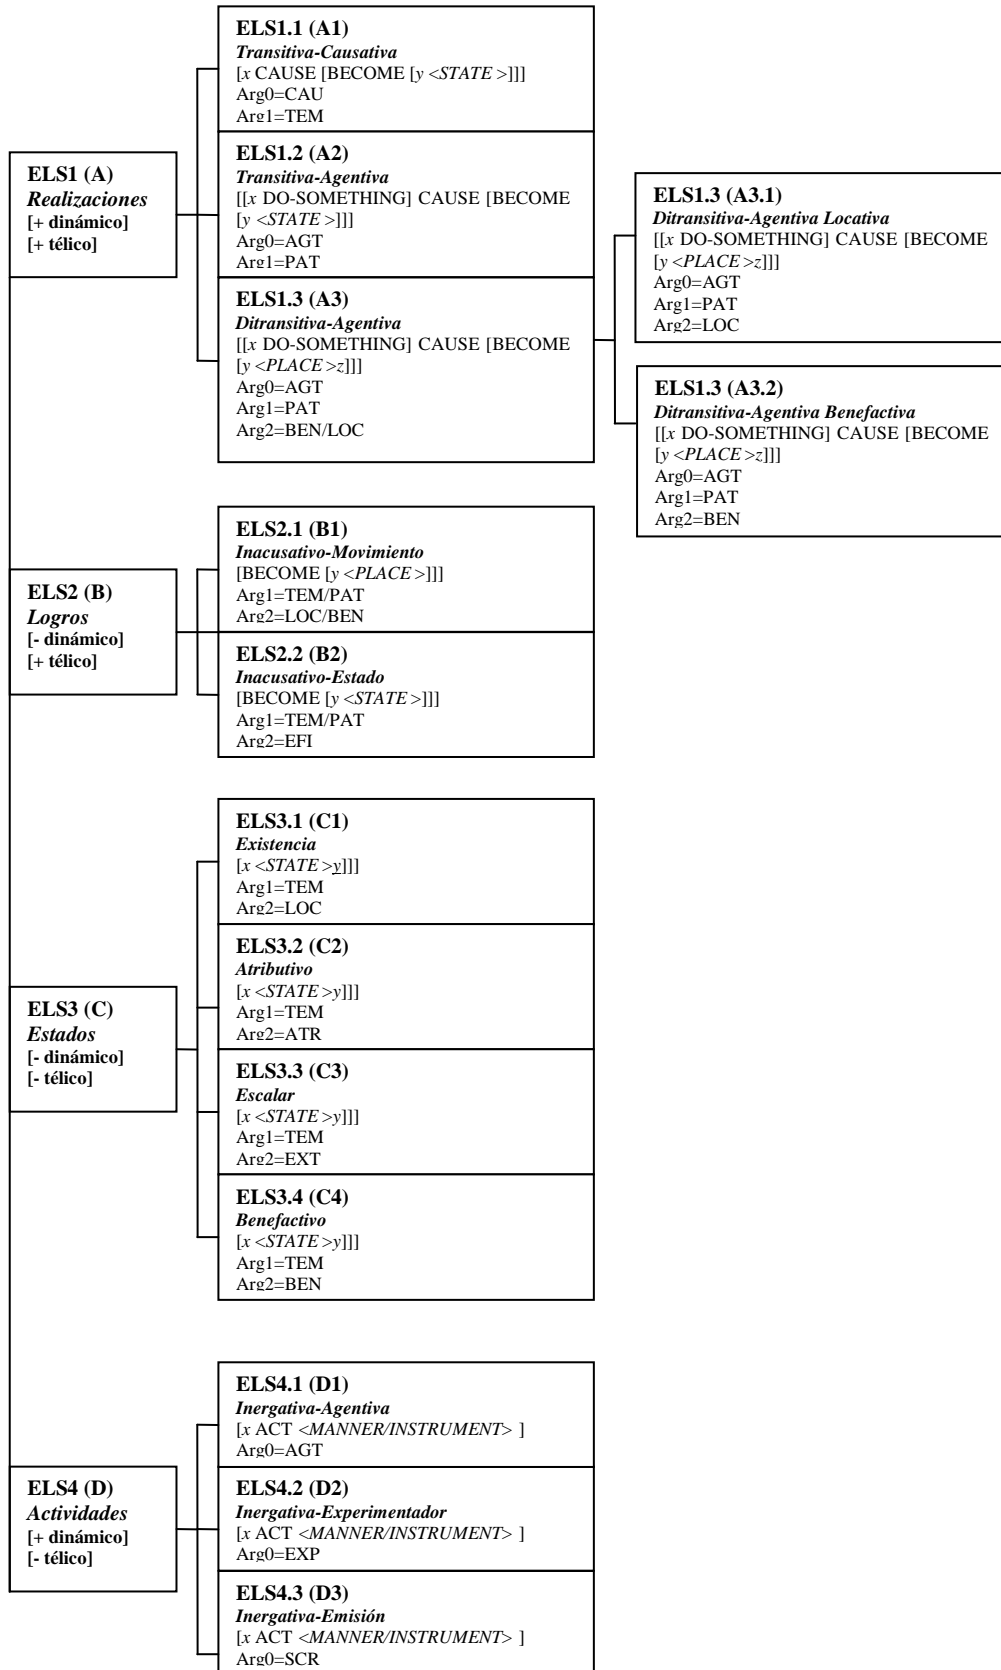 ELS1 (A)
Realizaciones
[+ dinámico]
[+ télico]
ELS1.1 (A1)
Transitiva-Causativa
[x CAUSE [BECOME [y <STATE >]]]
Arg0=CAU
Arg1=TEM
ELS1.2 (A2)
Transitiva-Agentiva
[[x DO-SOMETHING] CAUSE [BECOME
[y <STATE >]]]
Arg0=AGT
Arg1=PAT
ELS1.3 (A3)
Ditransitiva-Agentiva
[[x DO-SOMETHING] CAUSE [BECOME
[y <PLACE >z]]]
Arg0=AGT
Arg1=PAT
Arg2=BEN/LOC
ELS1.3 (A3.1)
Ditransitiva-Agentiva Locativa
[[x DO-SOMETHING] CAUSE [BECOME
[y <PLACE >z]]]
Arg0=AGT
Arg1=PAT
Arg2=LOC
ELS1.3 (A3.2)
Ditransitiva-Agentiva Benefactiva
[[x DO-SOMETHING] CAUSE [BECOME
[y <PLACE >z]]]
Arg0=AGT
Arg1=PAT
Arg2=BEN
ELS2 (B)
Logros
[- dinámico]
[+ télico]
ELS2.1 (B1)
Inacusativo-Movimiento
[BECOME [y <PLACE >]]]
Arg1=TEM/PAT
Arg2=LOC/BEN
ELS2.2 (B2)
Inacusativo-Estado
[BECOME [y <STATE >]]]
Arg1=TEM/PAT
Arg2=EFI
ELS3 (C)
Estados
[- dinámico]
[- télico]
ELS3.1 (C1)
Existencia
[x <STATE >y]]]
Arg1=TEM
Arg2=LOC
ELS3.2 (C2)
Atributivo
[x <STATE >y]]]
Arg1=TEM
Arg2=ATR
ELS3.3 (C3)
Escalar
[x <STATE >y]]]
Arg1=TEM
Arg2=EXT
ELS3.4 (C4)
Benefactivo
[x <STATE >y]]]
Arg1=TEM
Arg2=BEN
ELS4 (D)
Actividades
[+ dinámico]
[- télico]
ELS4.1 (D1)
Inergativa-Agentiva
[x ACT <MANNER/INSTRUMENT> ]
Arg0=AGT
ELS4.2 (D2)
Inergativa-Experimentador
[x ACT <MANNER/INSTRUMENT> ]
Arg0=EXP
ELS4.3 (D3)
Inergativa-Emisión
[x ACT <MANNER/INSTRUMENT> ]
Arg0=SCR